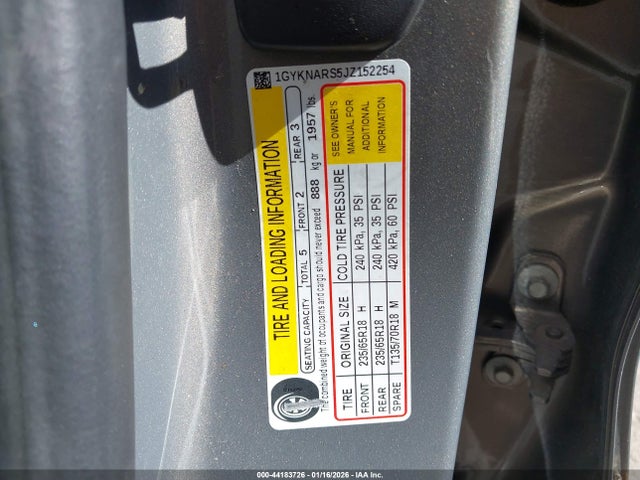 1GYKNARS5JZ152254
TIRE AND LOADING INFORMATION
SEATING CAPACITY TOTAL 5 FRONT 2 REAR 3
The combined weight of occupants and cargo should never exceed 888 kg or 1957 lbs.
TIRE ORIGINAL SIZE COLD TIRE PRESSURE
FRONT 235/65R18 H 240 kPa, 35 PSI
REAR 235/65R18 H 240 kPa, 35 PSI
SPARE T135/70R18 M 420 kPa, 60 PSI
SEE OWNER'S
MANUAL FOR
ADDITIONAL
INFORMATION
000-44183726 - 01/16/2026 - IAA Inc.